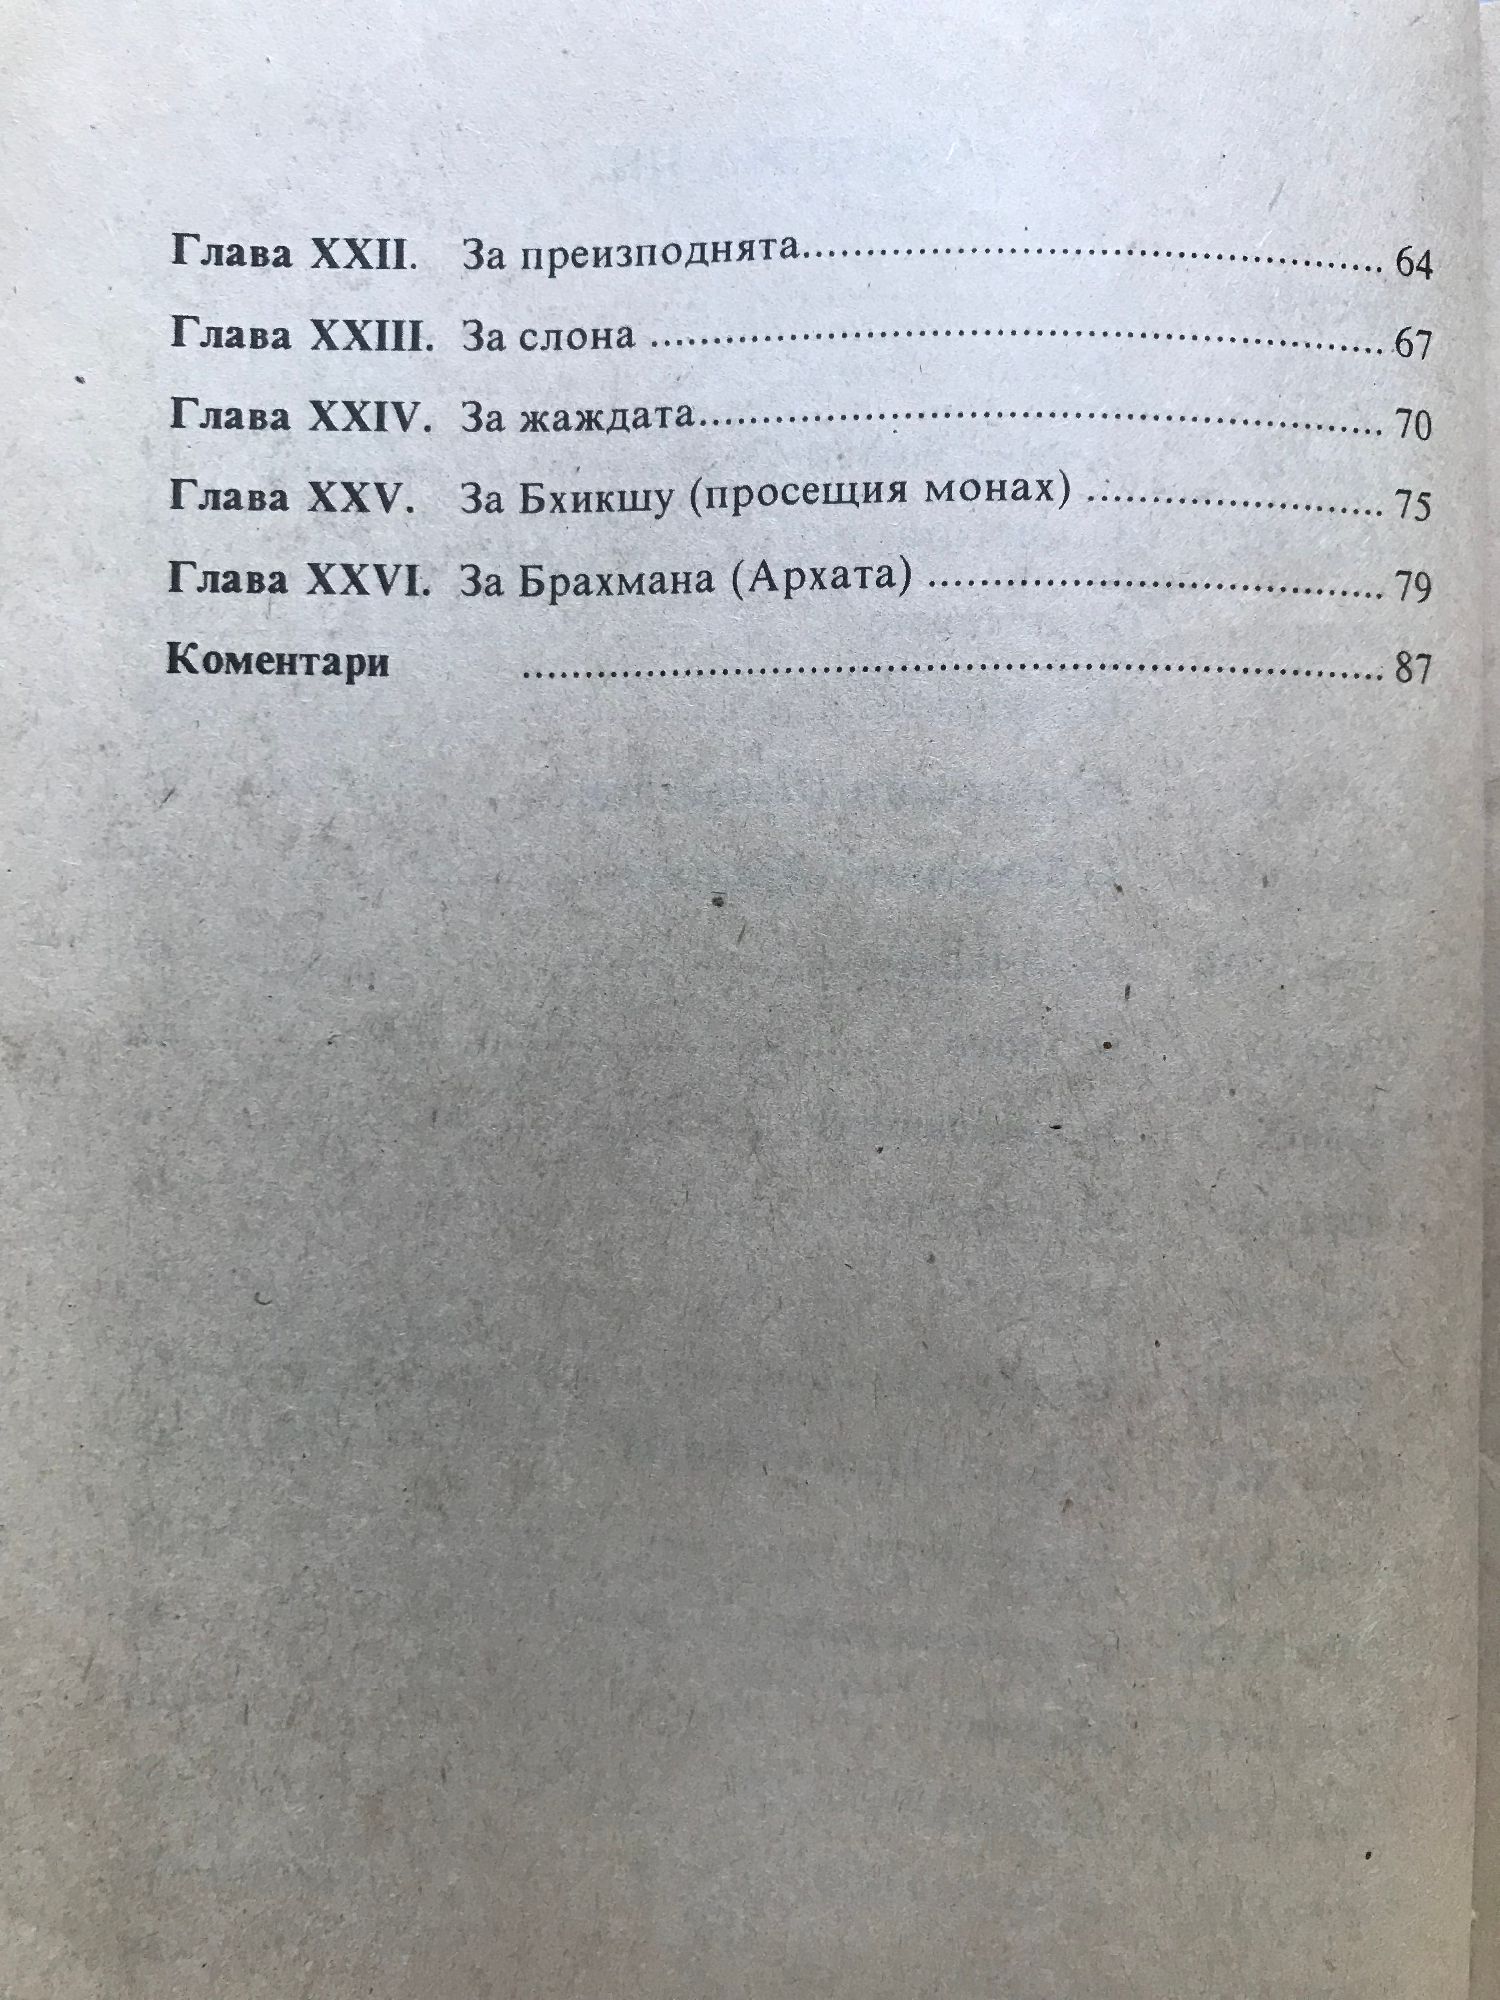 Глава XXII. За преизподнята.......................................... 64
Глава XXIII. За слона ...................................................... 67
Глава XXIV. За жаждата.................................................. 70
Глава XXV. За Бхикшу (просещия монах) ...................... 75
Глава XXVI. За Брахмана (Архата) .................................. 79
Коментари ................................................................ 87